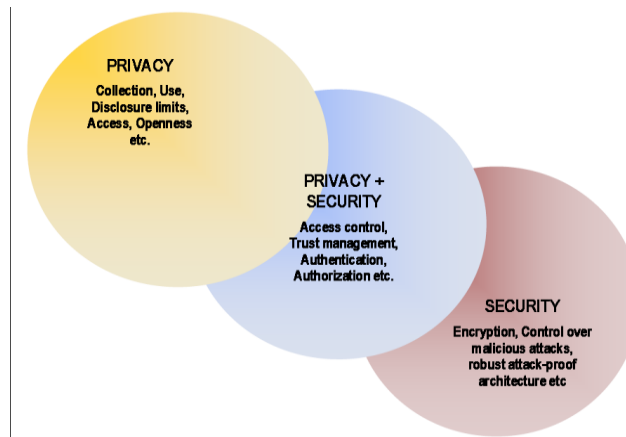 PRIVACY
Collection, Use,
Disclosure limits,
Access, Openness
etc.
PRIVACY +
SECURITY
Access control,
Trust management,
Authentication,
Authorization etc.
SECURITY
Encryption, Control over
malicious attacks,
robust attack-proof
architecture etc